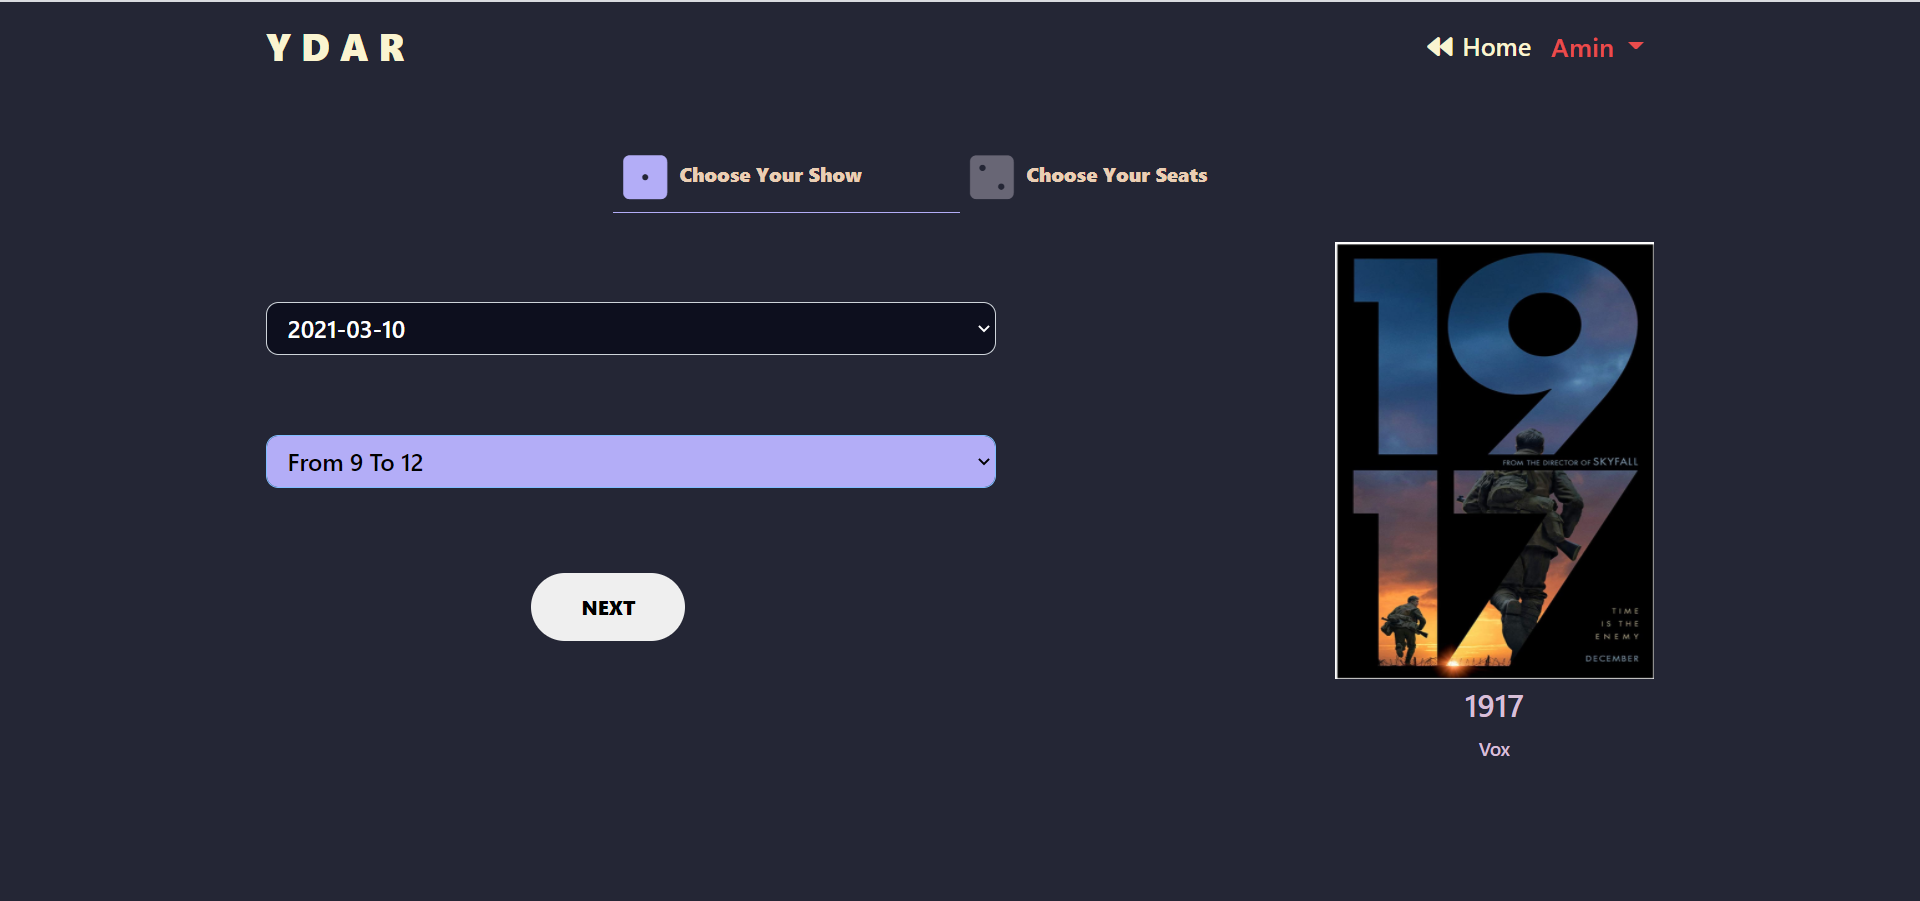 YDAR
Home Amin
Choose Your Show
Choose Your Seats
2021-03-10
From 9 To 12
NEXT
19
FROM THE DIRECTOR OF SKYFALL
17
TIME
IS THE
ENEMY
DECEMBER
1917
Vox